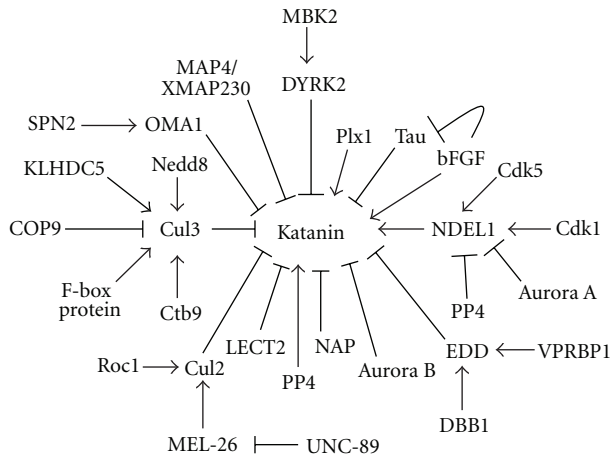 MBK2
MAP4/
XMAP230
DYRK2
SPN2
OMA1
Plx1
Tau
bFGF
KLHDC5
Nedd8
Cdk5
COP9
Cul3
Katanin
NDEL1
Cdk1
F-box
protein
Ctb9
PP4
Aurora A
LECT2
NAP
Roc1
Cul2
PP4
Aurora B
EDD
VPRBP1
DBB1
MEL-26
UNC-89